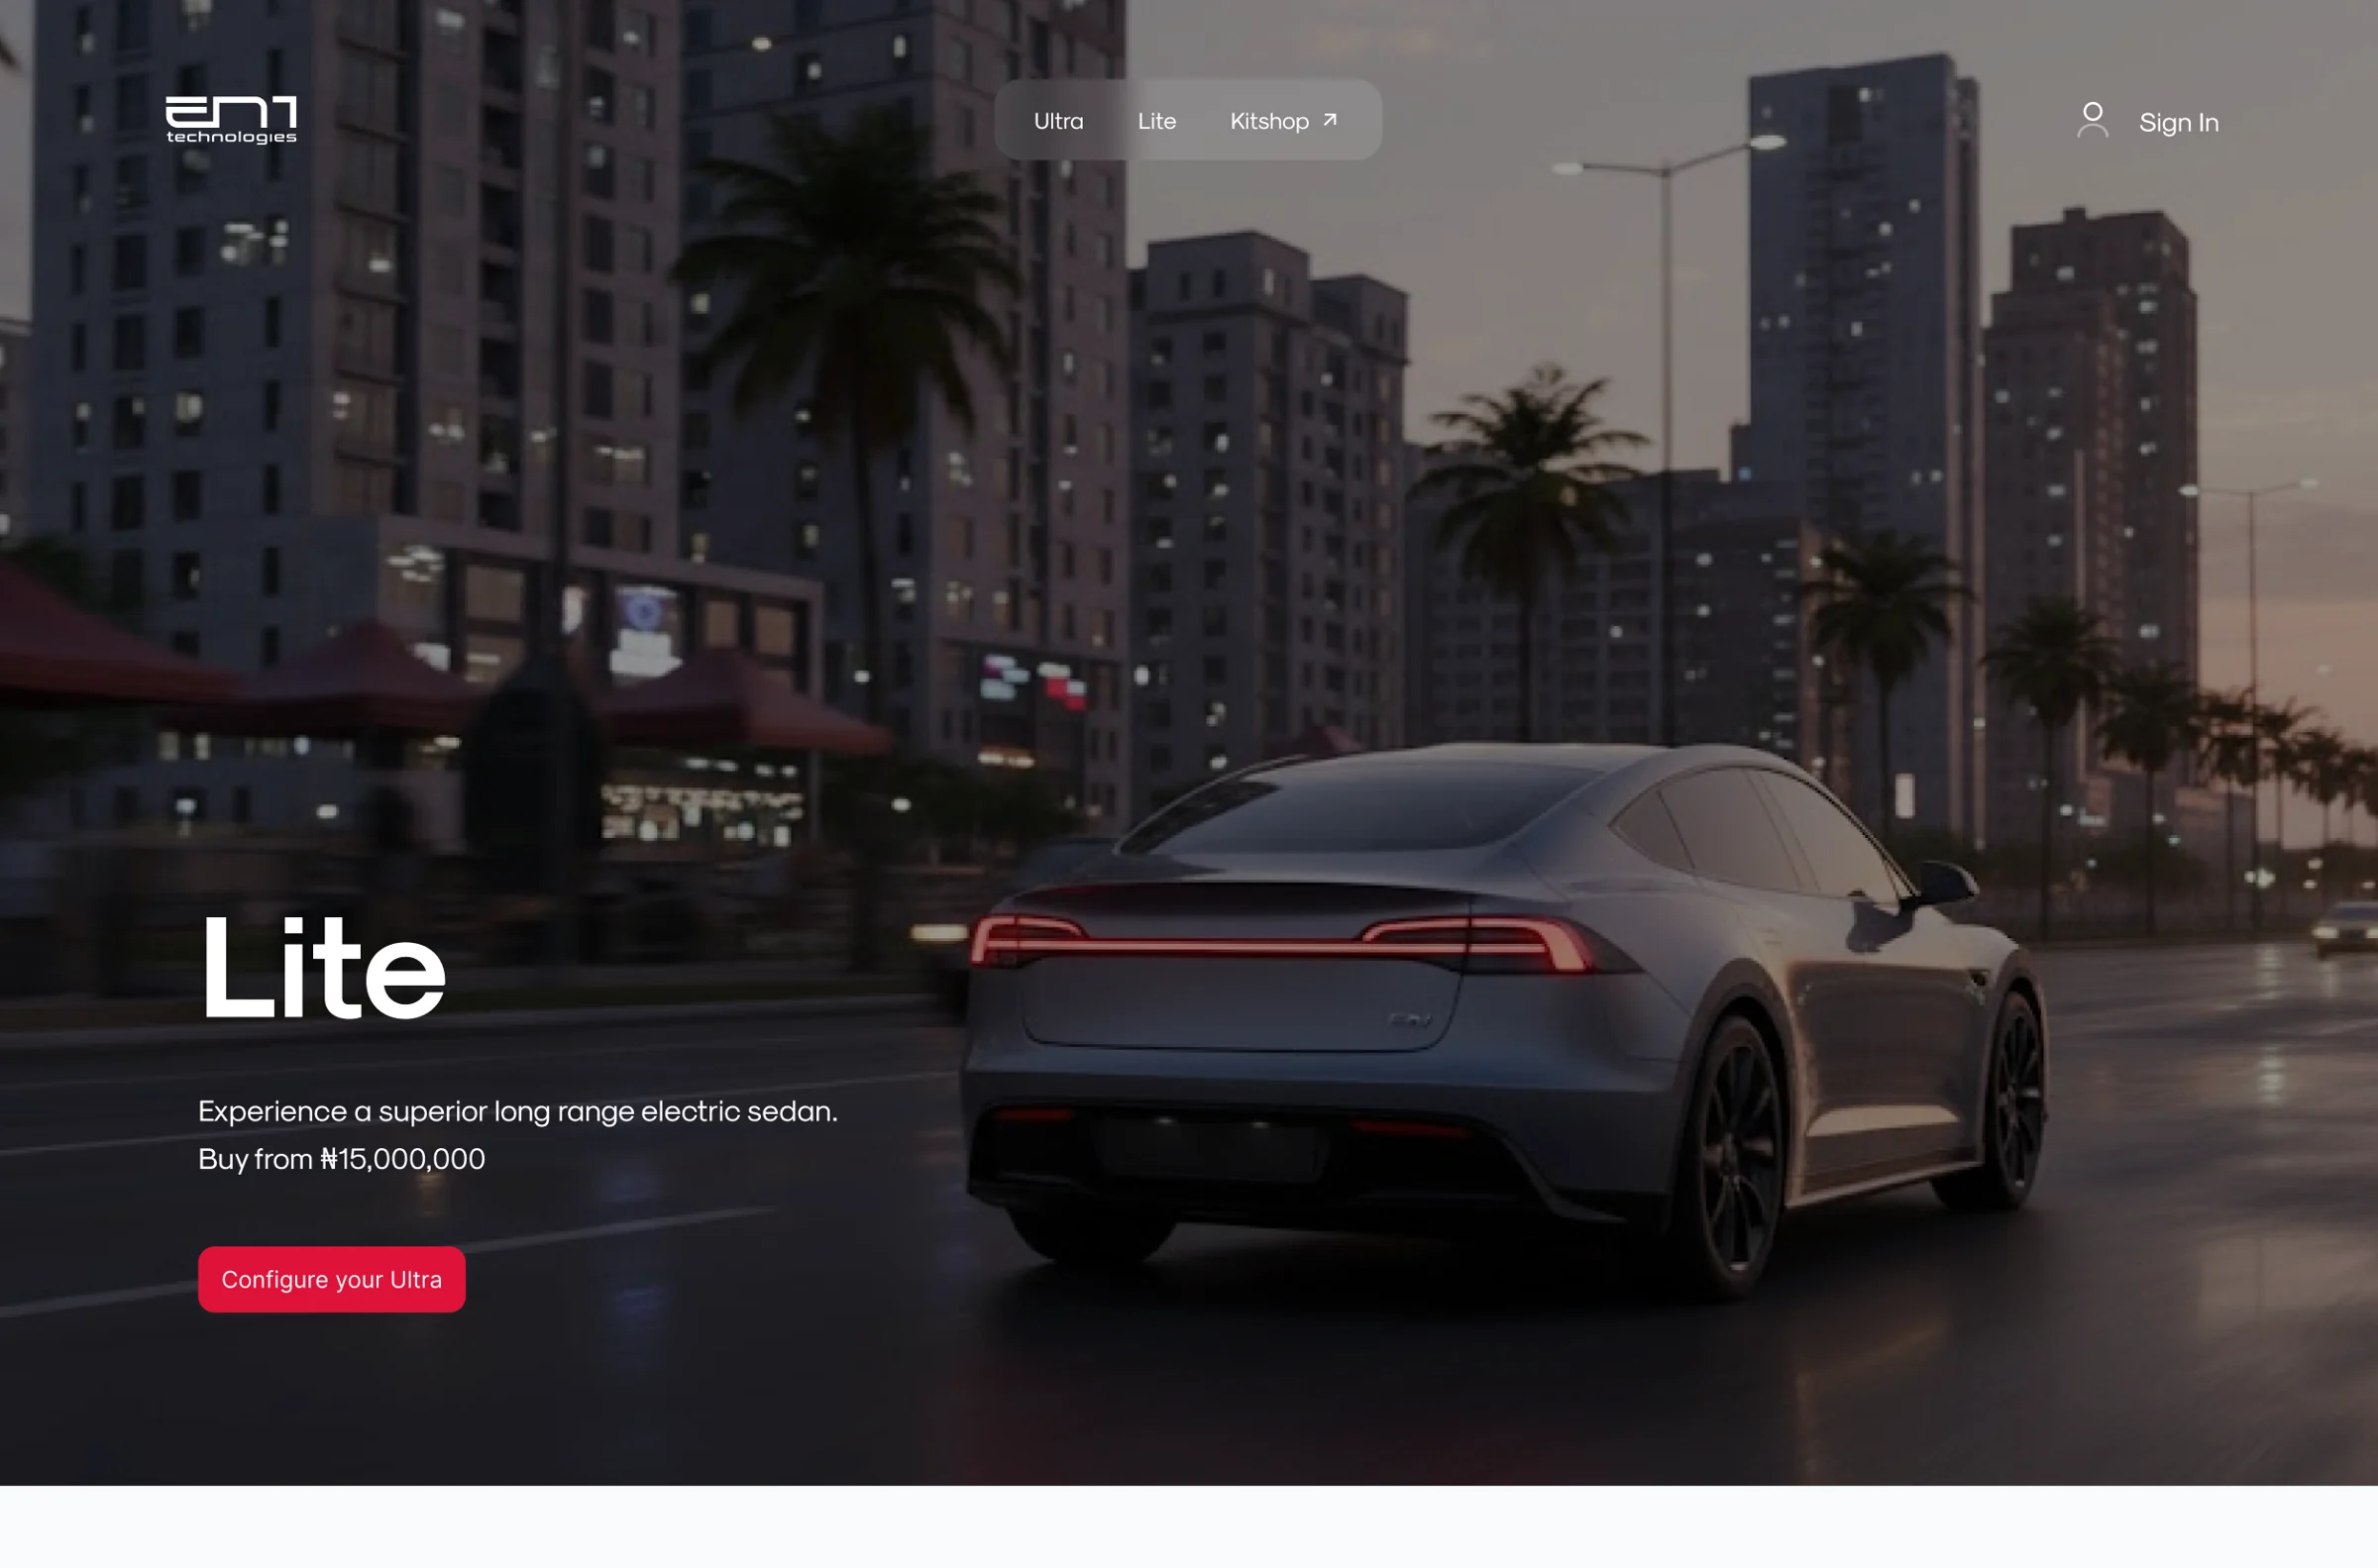 EM1
technologies
Ultra
Lite
Kitshop
Sign In
Lite
Experience a superior long range electric sedan.
Buy from ₦15,000,000
Configure your Ultra